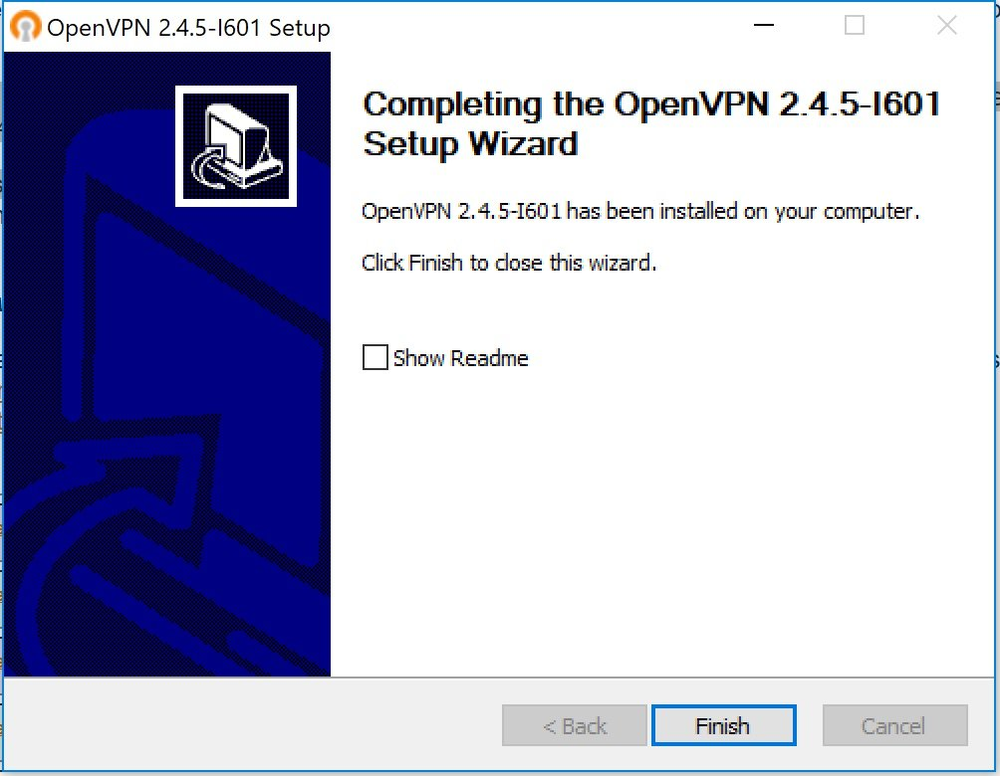 OpenVPN 2.4.5-I601 Setup
Completing the OpenVPN 2.4.5-I601
Setup Wizard
OpenVPN 2.4.5-I601 has been installed on your computer.
Click Finish to close this wizard.
Show Readme
< Back
Finish
Cancel